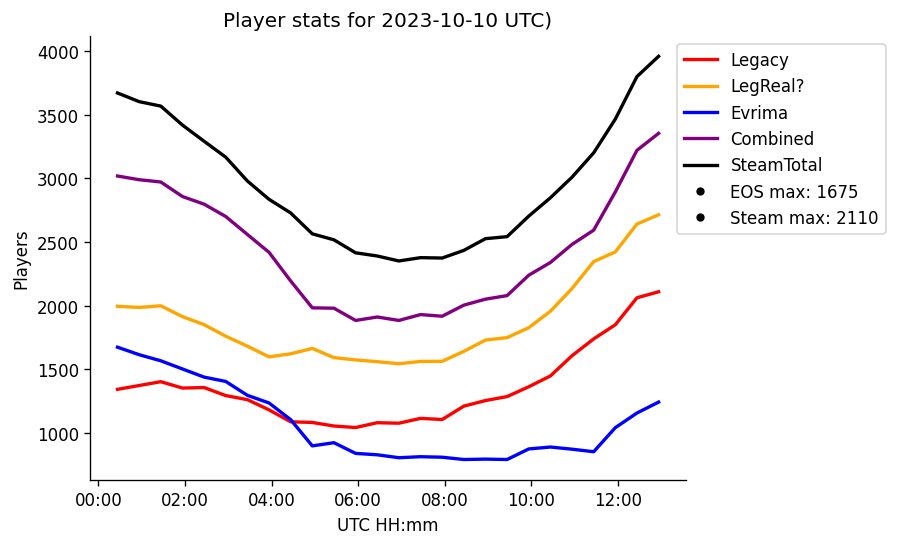 Player stats for 2023-10-10 UTC)
4000
3500
3000
2500
2000
1500
1000
Players
00:00 02:00 04:00 06:00 08:00 10:00 12:00
UTC HH:mm
Legacy
LegReal?
Evrima
Combined
SteamTotal
EOS max: 1675
Steam max: 2110